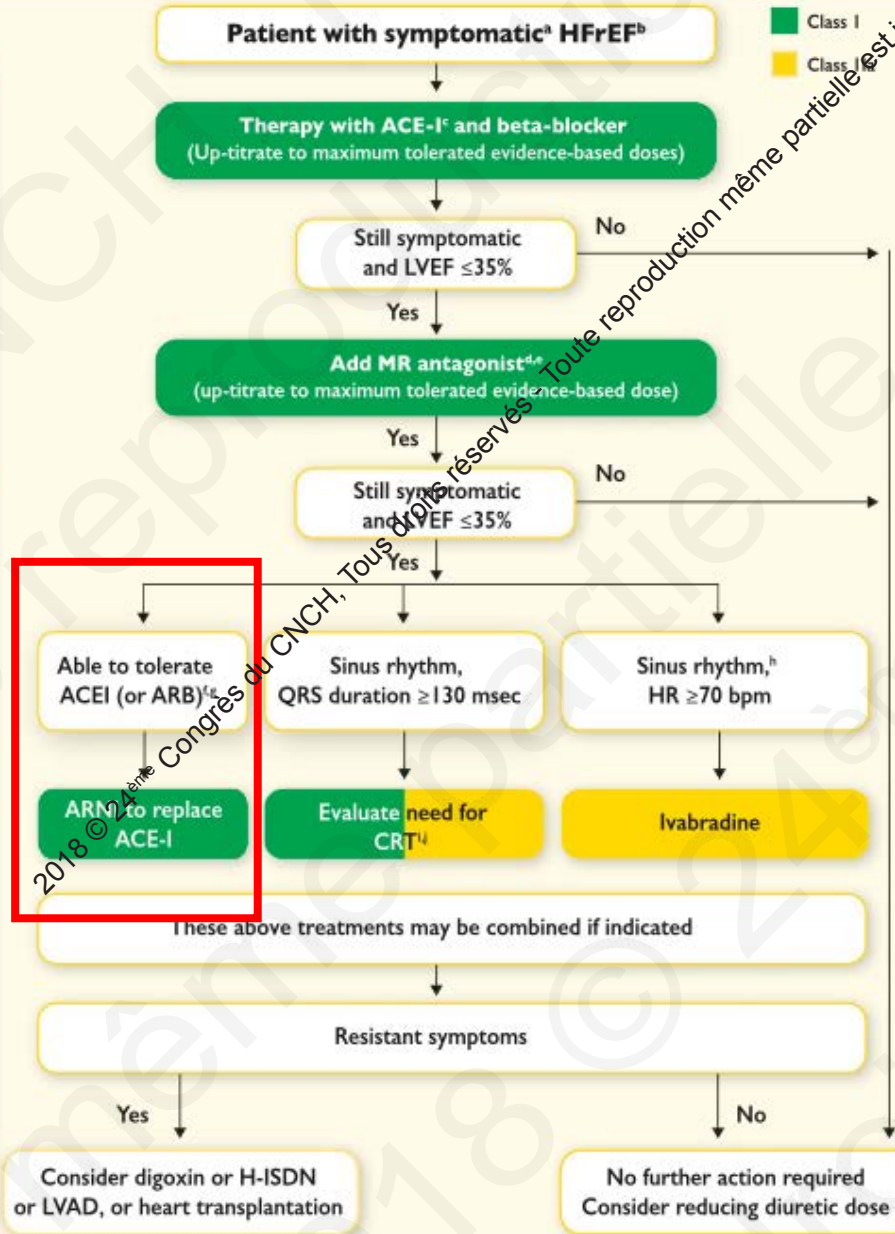 Patient with symptomaticᵃ HFrEFᵇ
Class I
Class IIa
Therapy with ACE-Iᶜ and beta-blocker
(Up-titrate to maximum tolerated evidence-based doses)
Still symptomatic
and LVEF ≤35%
No
Yes
Add MR antagonistᵈ,ᵉ
(up-titrate to maximum tolerated evidence-based dose)
Yes
Still symptomatic
and LVEF ≤35%
No
Yes
Able to tolerate
ACEI (or ARB)ᶠ,ᵍ
Sinus rhythm,
QRS duration ≥130 msec
Sinus rhythm,ʰ
HR ≥70 bpm
ARNI to replace
ACE-I
Evaluate need for
CRTⁱ,ʲ
Ivabradine
These above treatments may be combined if indicated
Resistant symptoms
Yes
No
Consider digoxin or H-ISDN
or LVAD, or heart transplantation
No further action required
Consider reducing diuretic dose
2018 © 24ème Congrès du CNCH, Tous droits réservés - Toute reproduction même partielle est